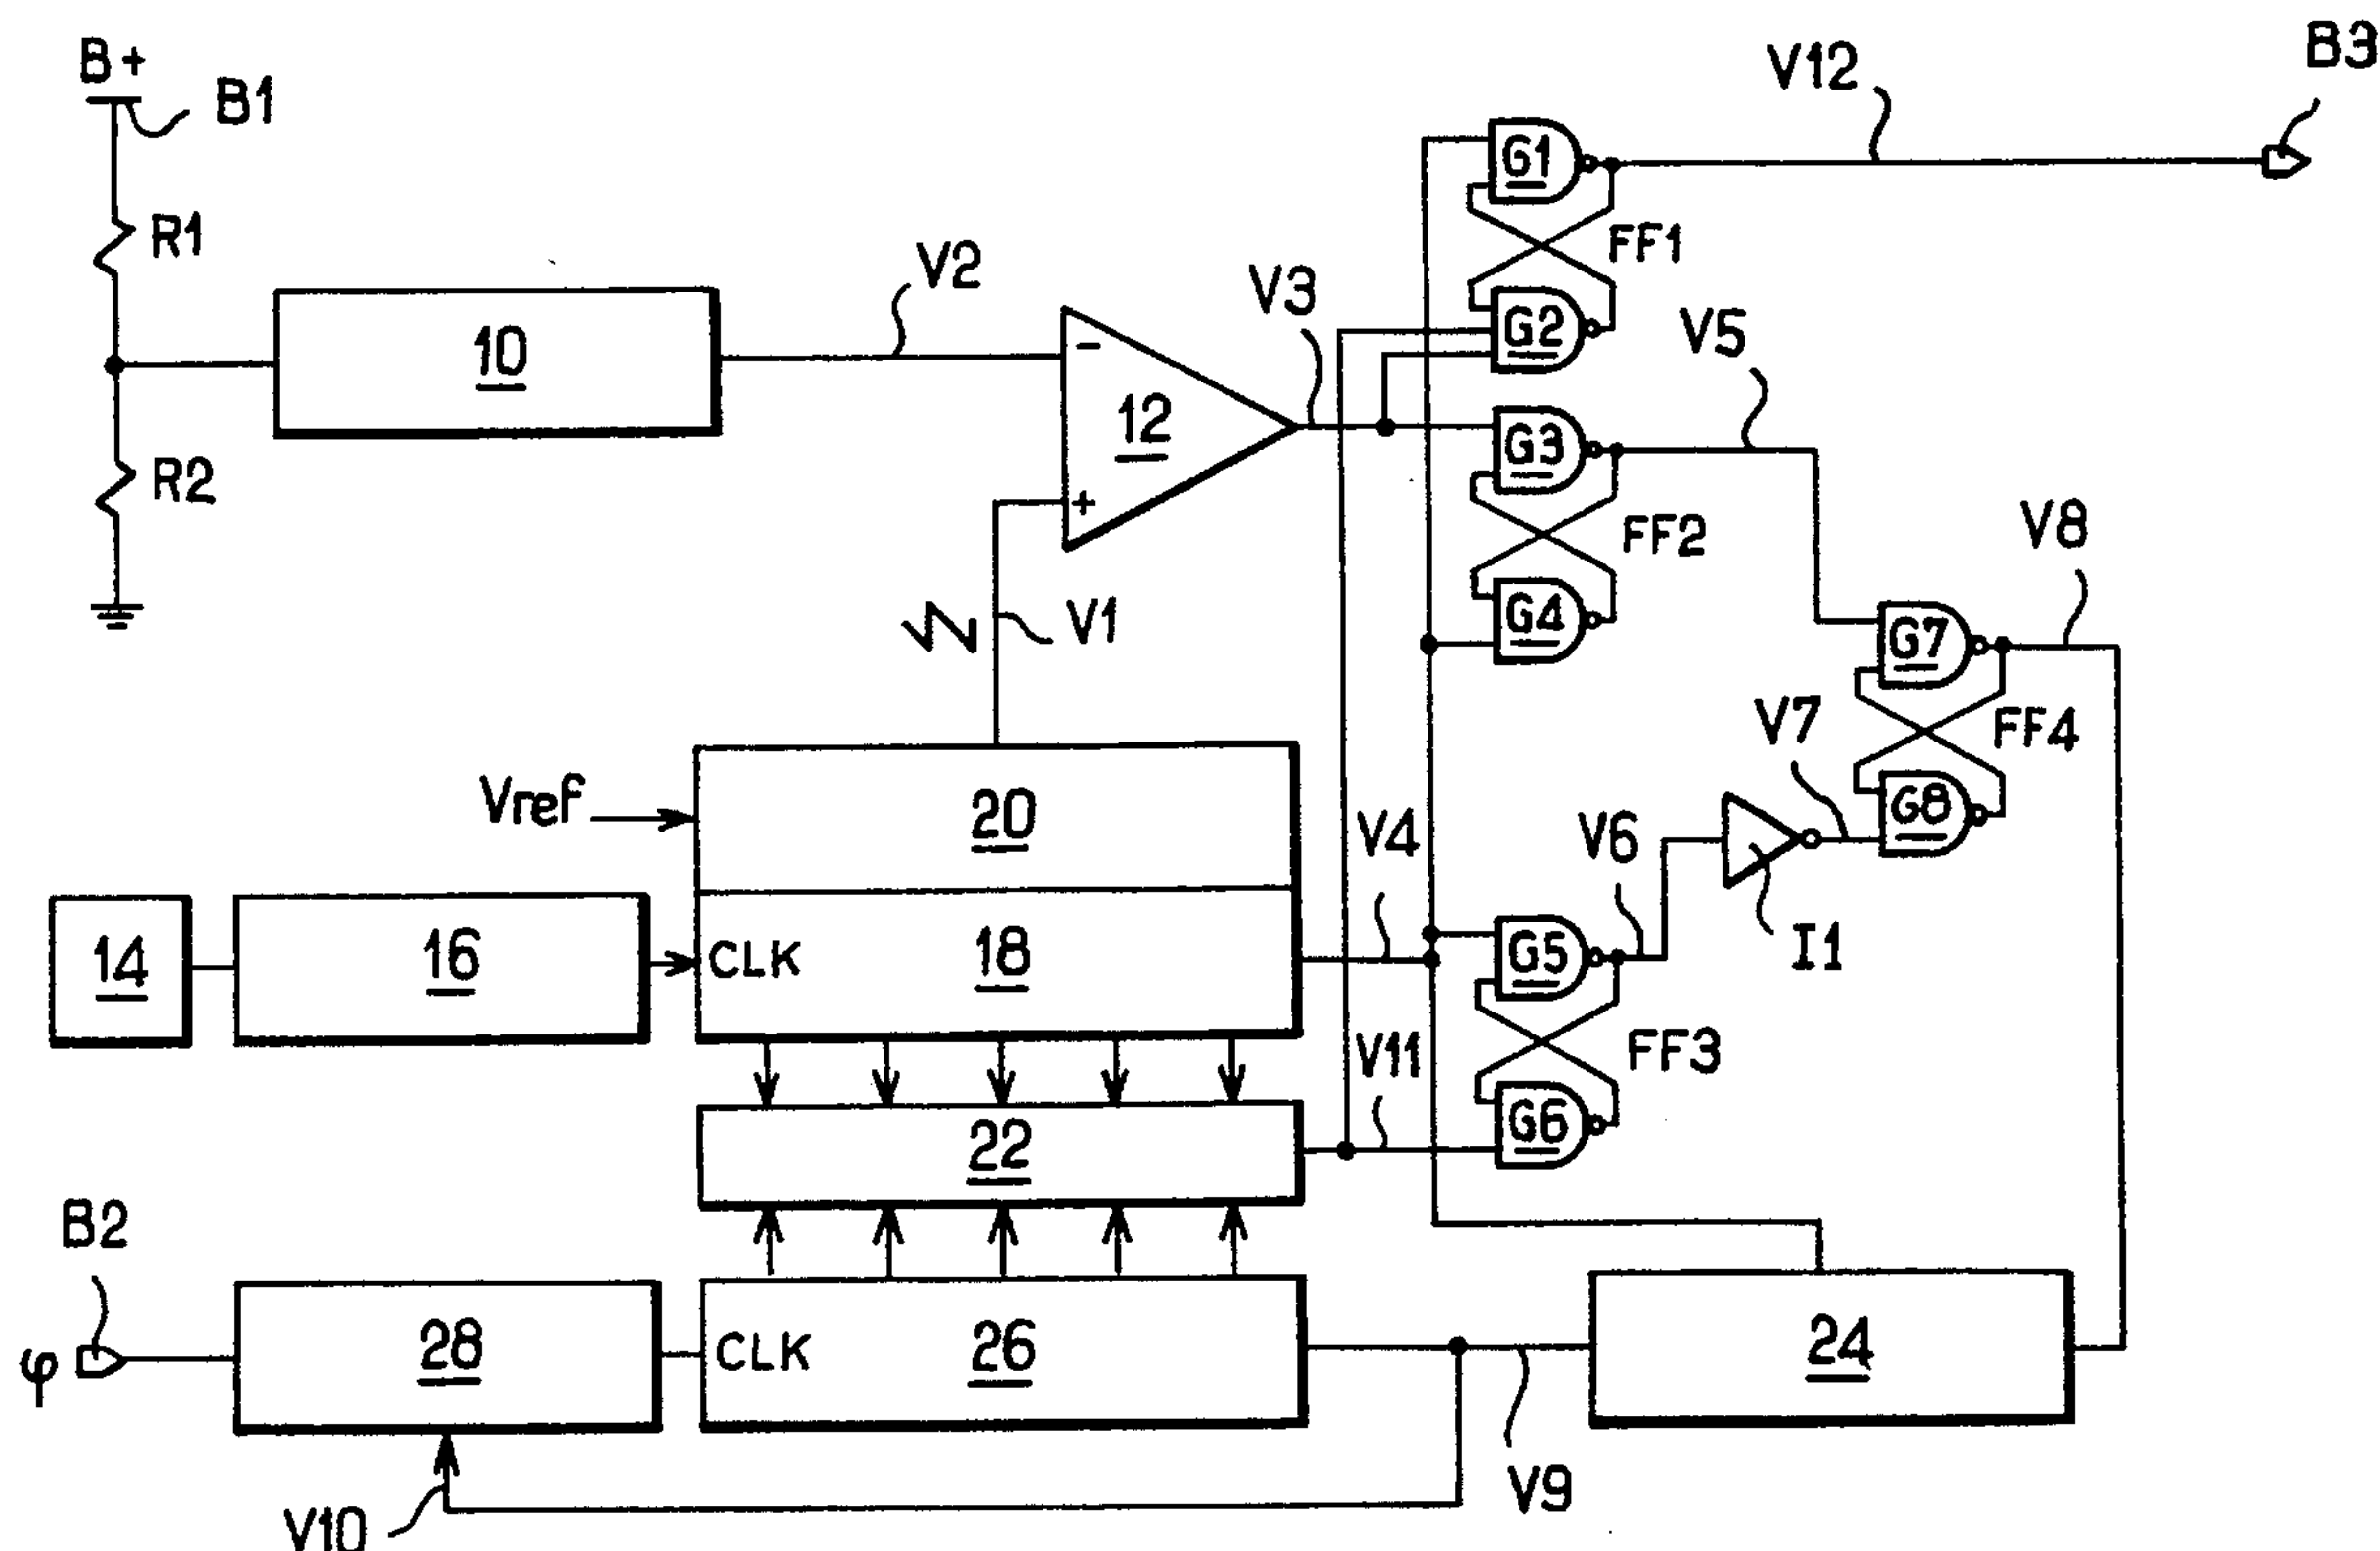 B+
B1
V12
B3
G1
R1
FF1
V2
V3
G2
V5
10
12
G3
R2
FF2
V8
-
+
G4
V1
G7
V7
FF4
Vref
20
V4
V6
G8
14
16
CLK
18
G5
I1
V11
FF3
22
G6
B2
φ
28
CLK
26
24
V10
V9